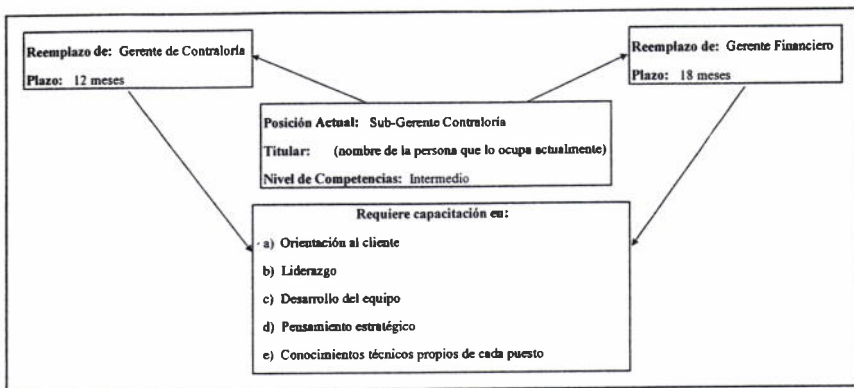 Reemplazo de: Gerente de Contraloría
Plazo: 12 meses
Reemplazo de: Gerente Financiero
Plazo: 18 meses
Posición Actual: Sub-Gerente Contraloría
Titular: (nombre de la persona que lo ocupa actualmente)
Nivel de Competencias: Intermedio
Requiere capacitación en:
a) Orientación al cliente
b) Liderazgo
c) Desarrollo del equipo
d) Pensamiento estratégico
e) Conocimientos técnicos propios de cada puesto